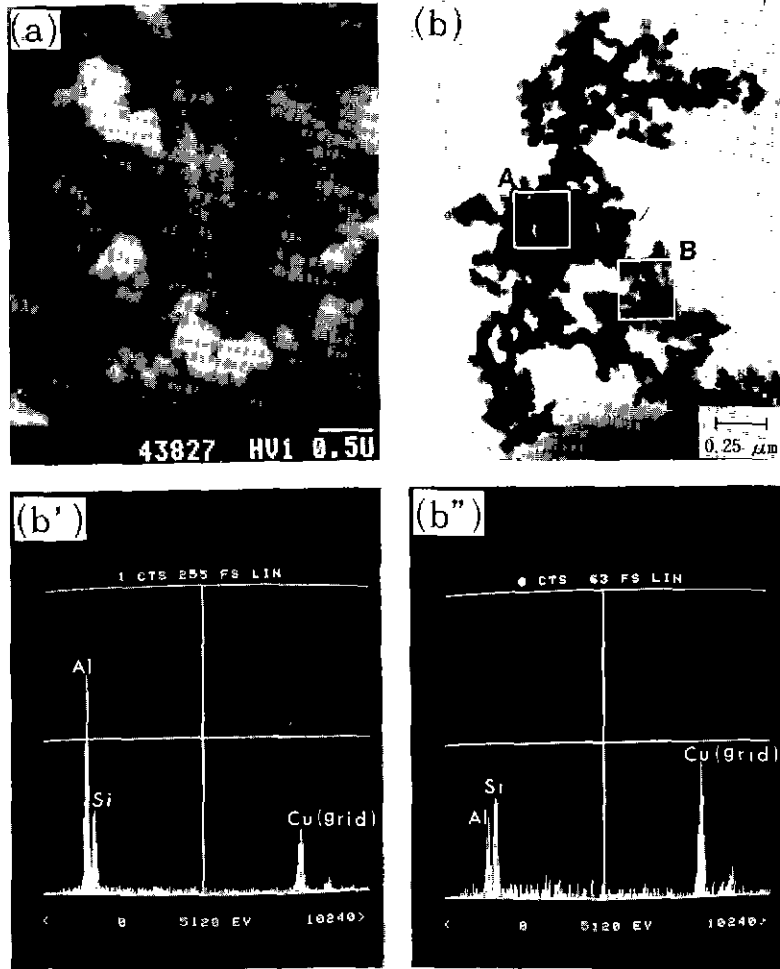 (a)
43827 HV1 0.5U
(b)
A
B
0.25 μm
(b')
1 CTS 255 FS LIN
Al
Si
Cu(grid)
< 0 5120 EV 10240>
(b")
CTS 63 FS LIN
Si
Al
Cu(grid)
< 0 5120 EV 10240>